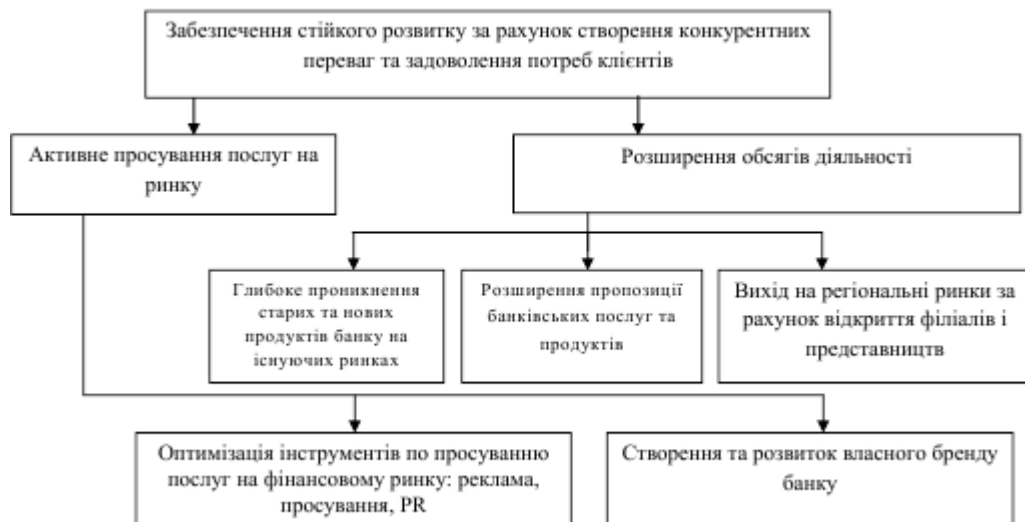 Забезпечення стійкого розвитку за рахунок створення конкурентних
переваг та задоволення потреб клієнтів
Активне просування послуг на
ринку
Розширення обсягів діяльності
Глибоке проникнення
старих та нових
продуктів банку на
існуючих ринках
Розширення пропозиції
банківських послуг та
продуктів
Вихід на регіональні ринки за
рахунок відкриття філіалів і
представництв
Оптимізація інструментів по просуванню
послуг на фінансовому ринку: реклама,
просування, PR
Створення та розвиток власного бренду
банку